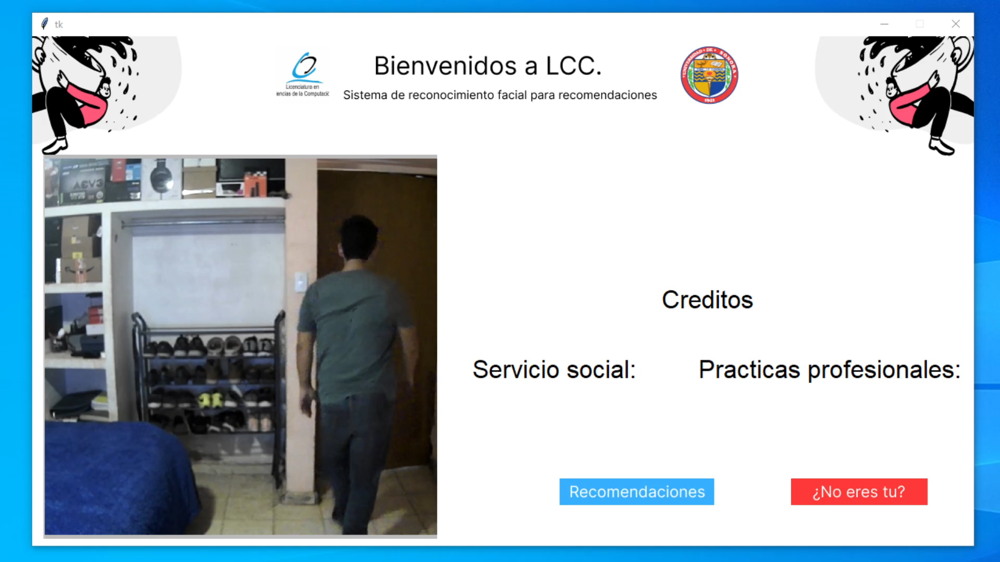 tk
Bienvenidos a LCC.
Sistema de reconocimiento facial para recomendaciones
Licenciatura en
encias de la Computació
UNIVERSIDAD • DE • SONORA
1942
Creditos
Servicio social:
Practicas profesionales:
Recomendaciones
¿No eres tu?